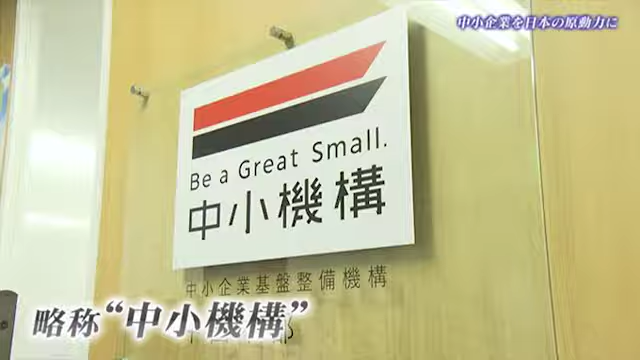 中小企業を日本の原動力に
Be a Great Small.
中小機構
中小企業基盤整備機構
略称“中小機構”